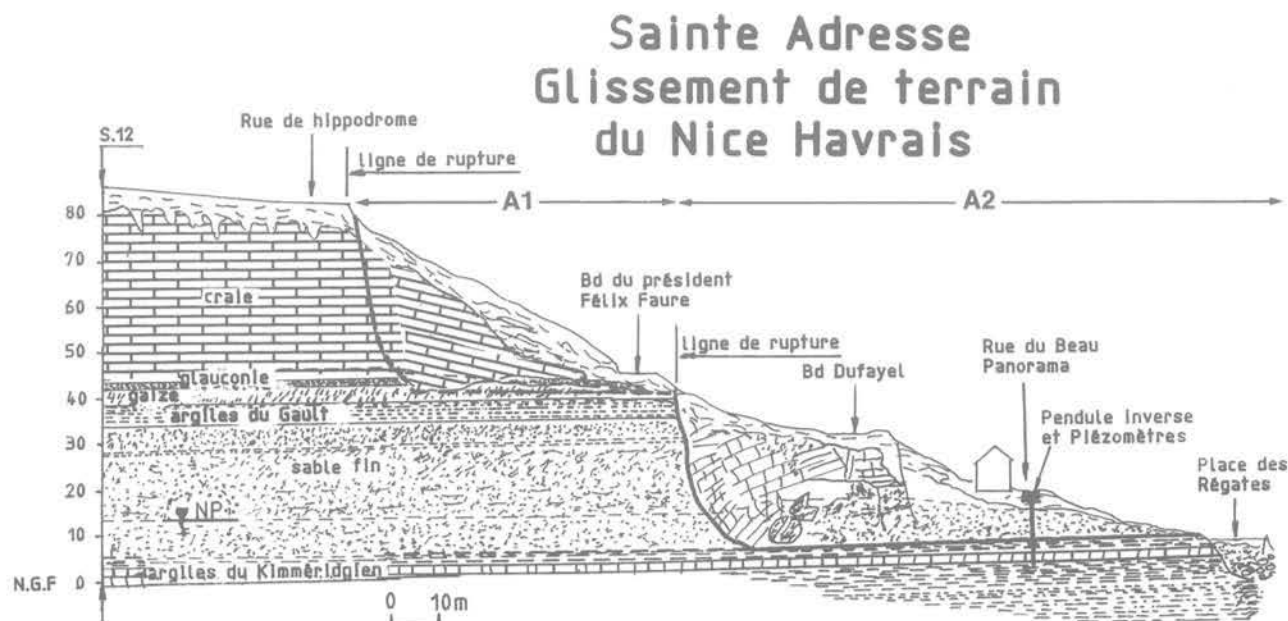 Sainte Adresse
Glissement de terrain
du Nice Havrais
S.12
Rue de hippodrome
ligne de rupture
A1
A2
80
70
60
50
40
30
20
10
0
N.G.F
craie
glauconie
gaize
argiles du Gault
sable fin
NP
argiles du Kimméridgien
Bd du président
Félix Faure
ligne de rupture
Bd Dufayel
Rue du Beau
Panorama
Pendule inverse
et Piézomètres
Place des
Régates
0 10m